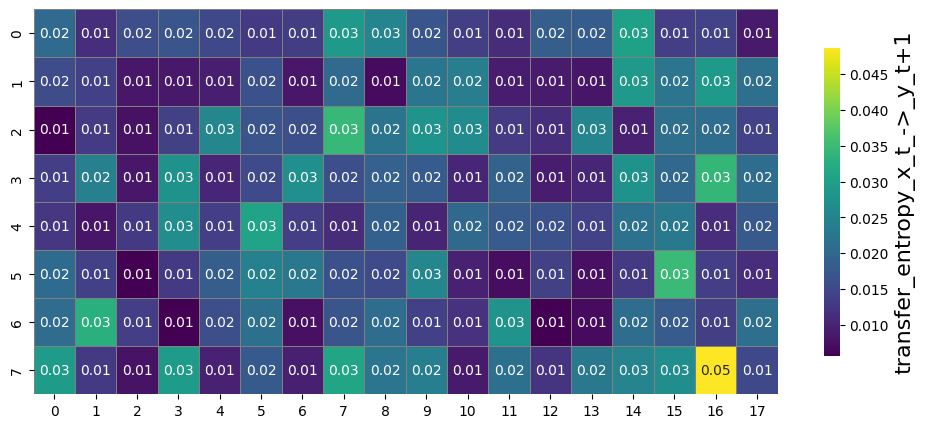 0 0.02 0.01 0.02 0.02 0.02 0.01 0.01 0.03 0.03 0.02 0.01 0.01 0.02 0.02 0.03 0.01 0.01 0.01
1 0.02 0.01 0.01 0.01 0.01 0.02 0.01 0.02 0.01 0.02 0.02 0.01 0.01 0.01 0.03 0.02 0.03 0.02
2 0.01 0.01 0.01 0.01 0.03 0.02 0.02 0.03 0.02 0.03 0.03 0.01 0.01 0.03 0.01 0.02 0.02 0.01
3 0.01 0.02 0.01 0.03 0.01 0.02 0.03 0.02 0.02 0.02 0.01 0.02 0.01 0.01 0.03 0.02 0.03 0.02
4 0.01 0.01 0.01 0.03 0.01 0.03 0.01 0.01 0.02 0.01 0.02 0.02 0.02 0.01 0.02 0.02 0.01 0.02
5 0.02 0.01 0.01 0.01 0.02 0.02 0.02 0.02 0.02 0.03 0.01 0.01 0.01 0.01 0.01 0.03 0.01 0.01
6 0.02 0.03 0.01 0.01 0.02 0.02 0.01 0.02 0.02 0.01 0.02 0.03 0.01 0.01 0.02 0.02 0.01 0.02
7 0.03 0.01 0.01 0.03 0.01 0.02 0.01 0.03 0.02 0.02 0.01 0.02 0.01 0.02 0.03 0.03 0.05 0.01
0 1 2 3 4 5 6 7 8 9 10 11 12 13 14 15 16 17
0.045
0.040
0.035
0.030
0.025
0.020
0.015
0.010
transfer_entropy_x_t_->_y_t+1